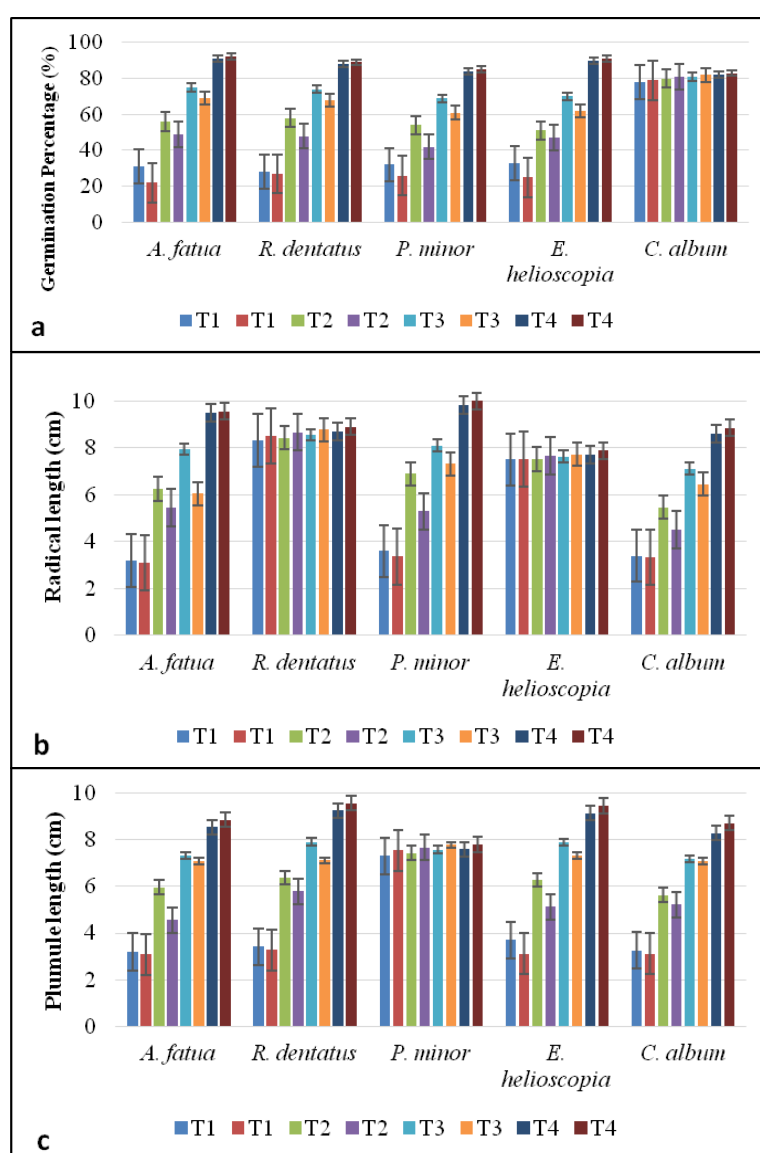 Germination Percentage (%)
100
80
60
40
20
0
A. fatua R. dentatus P. minor E. helioscopia C. album
T1 T1 T2 T2 T3 T3 T4 T4
a
Radical length (cm)
10
8
6
4
2
0
A. fatua R. dentatus P. minor E. helioscopia C. album
T1 T1 T2 T2 T3 T3 T4 T4
b
Plumule length (cm)
10
8
6
4
2
0
A. fatua R. dentatus P. minor E. helioscopia C. album
T1 T1 T2 T2 T3 T3 T4 T4
c